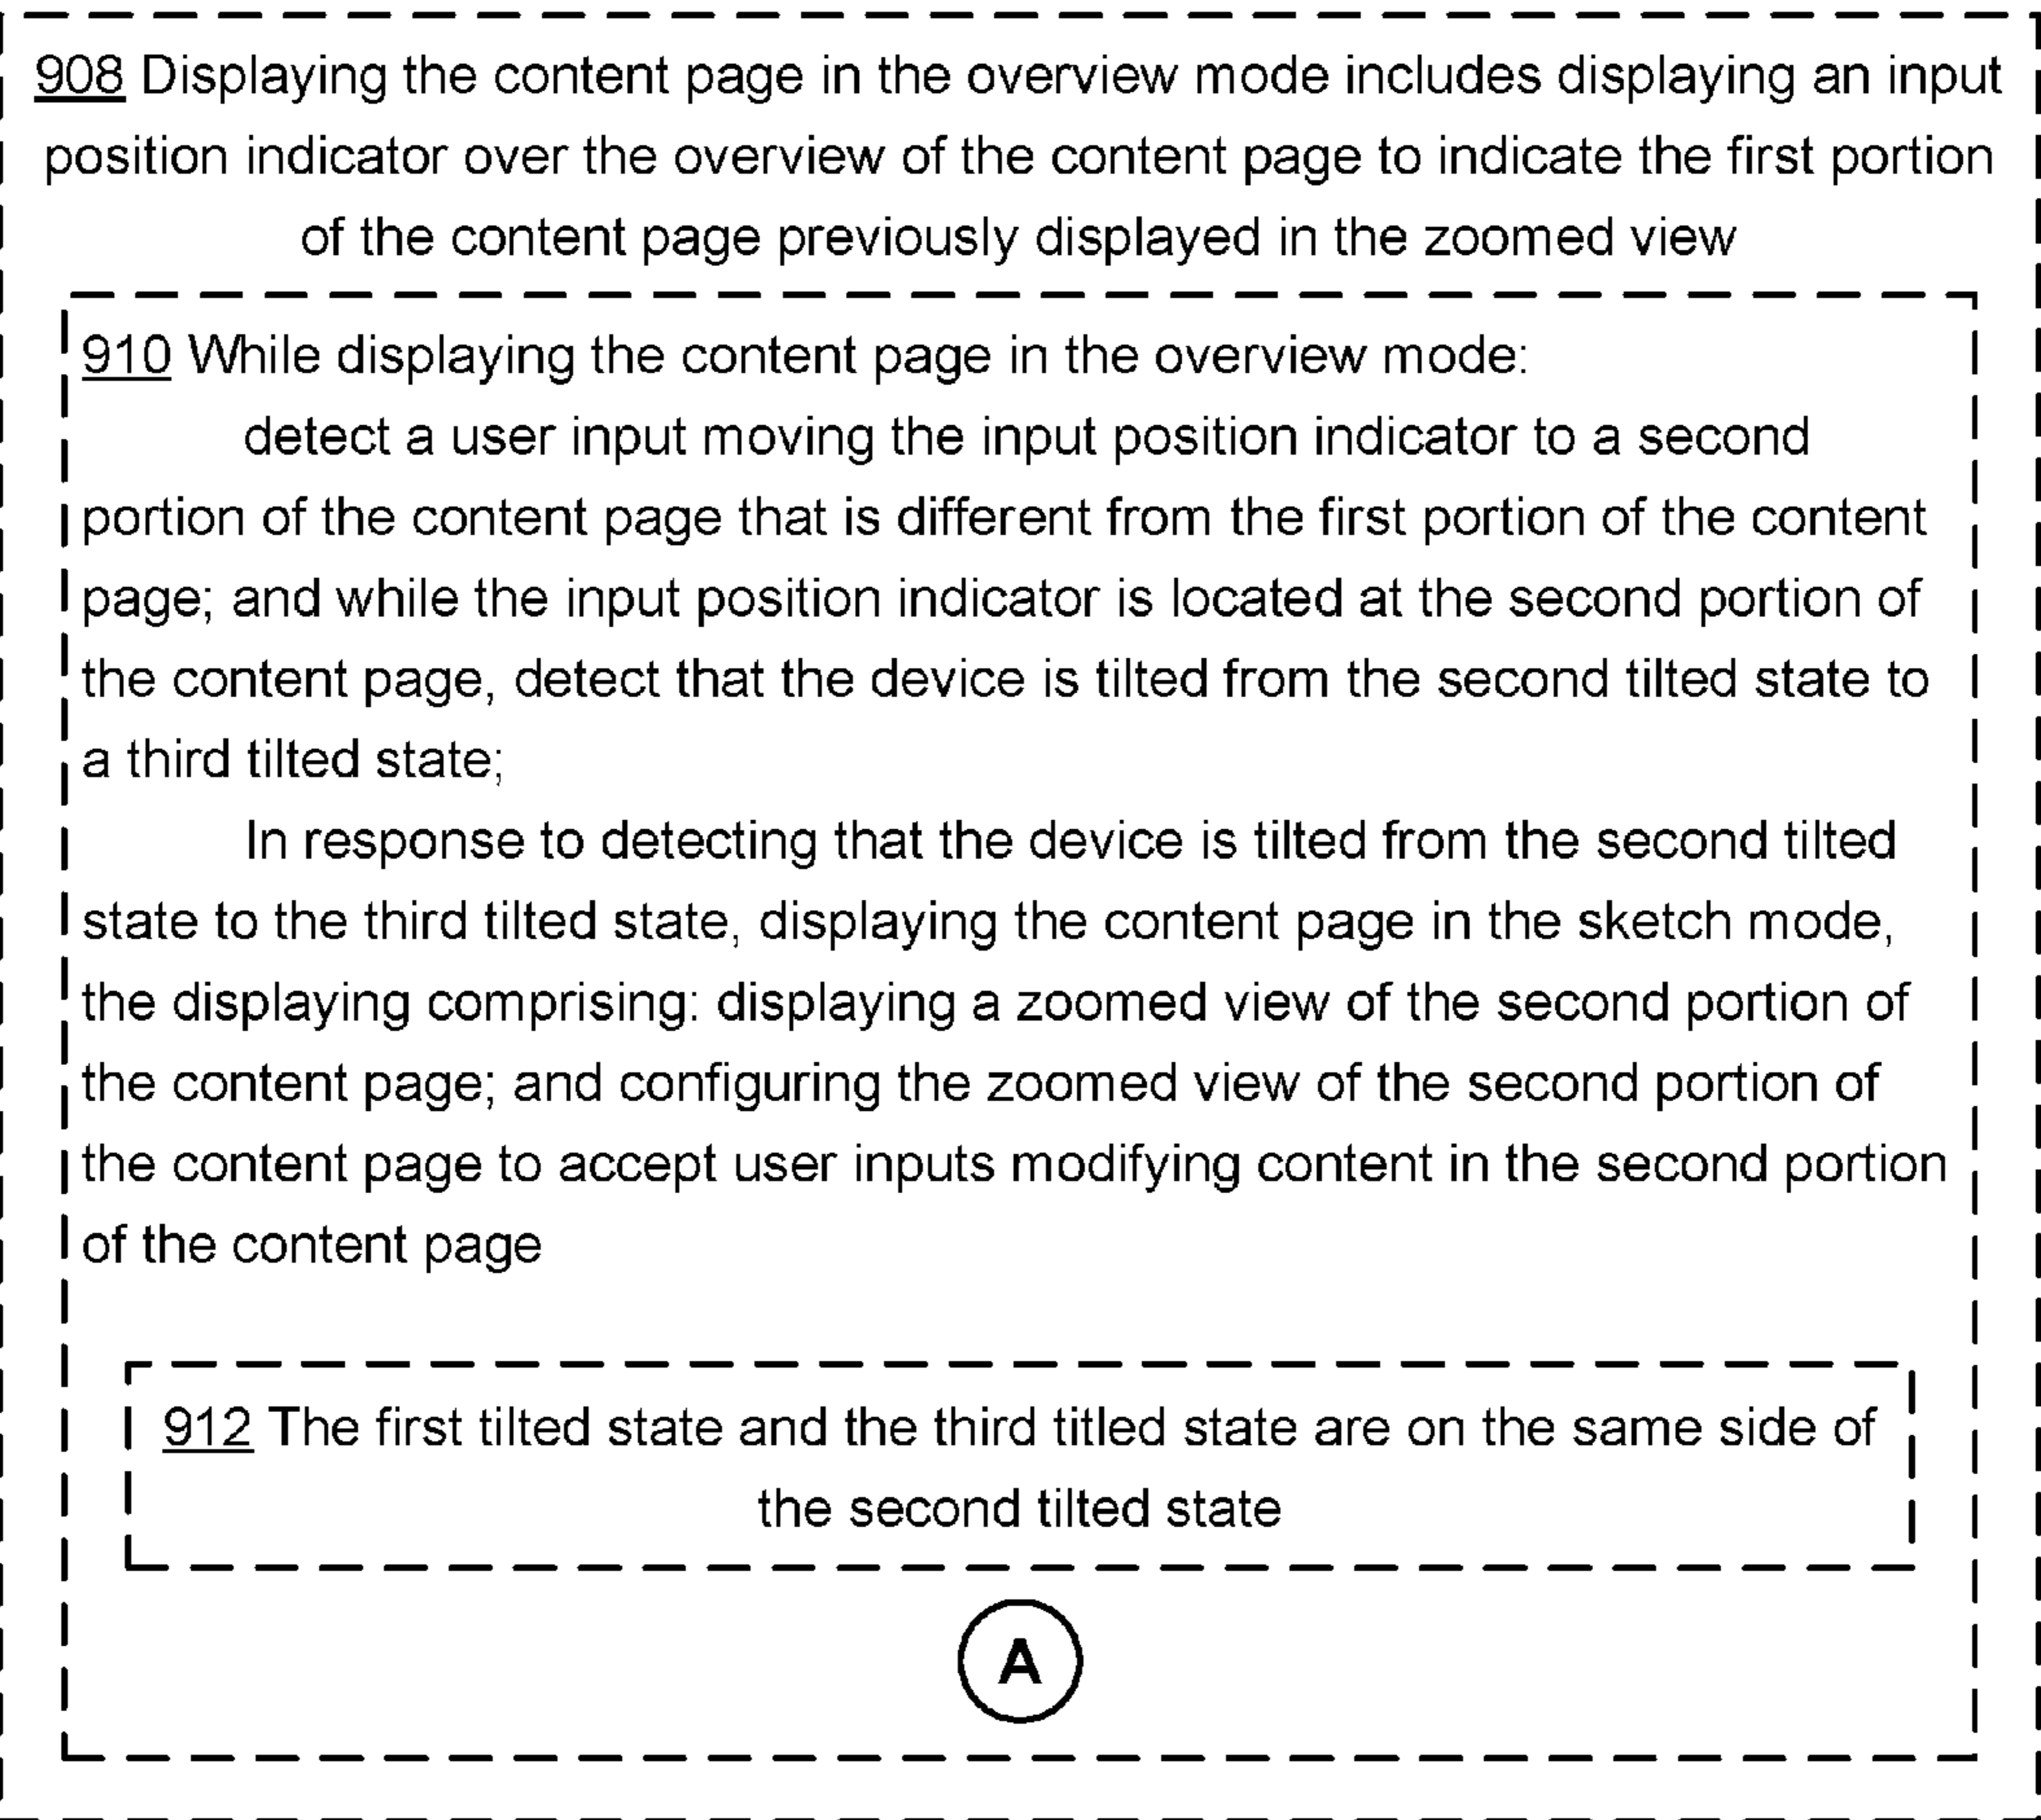 908 Displaying the content page in the overview mode includes displaying an input
position indicator over the overview of the content page to indicate the first portion
of the content page previously displayed in the zoomed view
910 While displaying the content page in the overview mode:
detect a user input moving the input position indicator to a second
portion of the content page that is different from the first portion of the content
page; and while the input position indicator is located at the second portion of
the content page, detect that the device is tilted from the second tilted state to
a third tilted state;
In response to detecting that the device is tilted from the second tilted
state to the third tilted state, displaying the content page in the sketch mode,
the displaying comprising: displaying a zoomed view of the second portion of
the content page; and configuring the zoomed view of the second portion of
the content page to accept user inputs modifying content in the second portion
of the content page
912 The first tilted state and the third titled state are on the same side of
the second tilted state
A